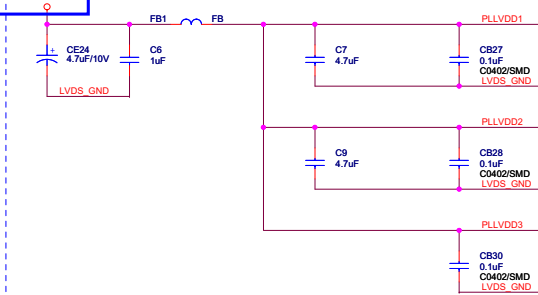 FB1 FB PLLVDD1
CE24
4.7uF/10V
C6
1uF
LVDS_GND
C7
4.7uF
CB27
0.1uF
C0402/SMD
LVDS_GND
PLLVDD2
C9
4.7uF
CB28
0.1uF
C0402/SMD
LVDS_GND
PLLVDD3
CB30
0.1uF
C0402/SMD
LVDS_GND